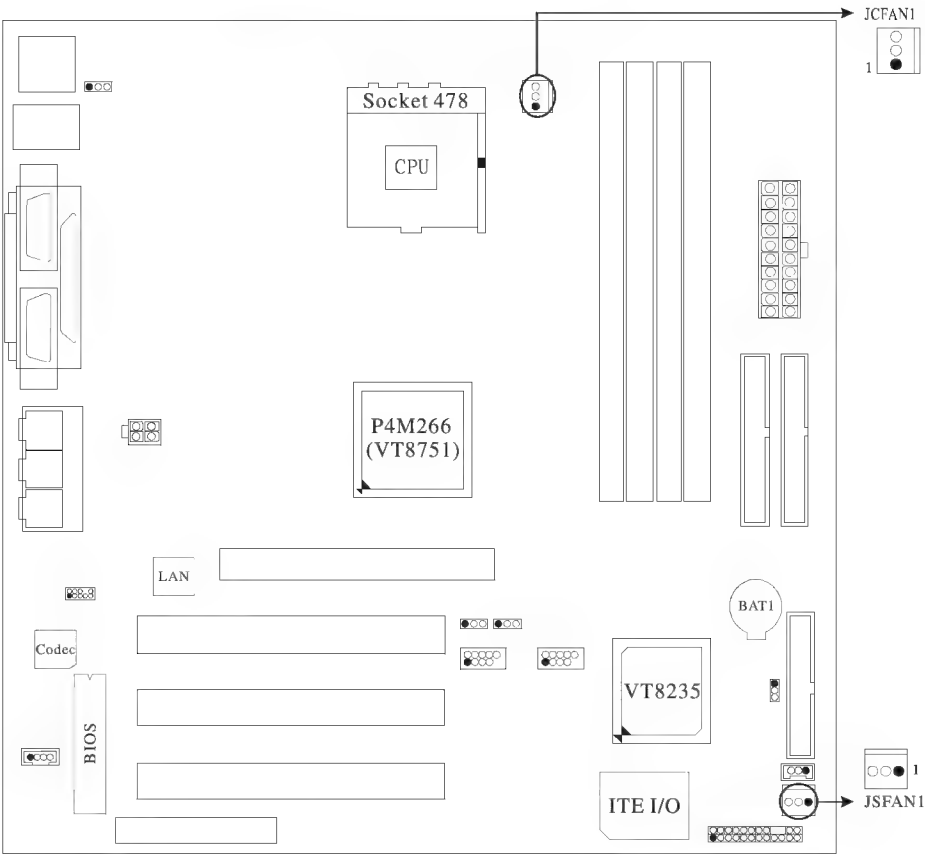 JCFAN1
1
Socket 478
CPU
P4M266
(VT8751)
LAN
BAT1
Codec
VT8235
BIOS
1
ITE I/O
JSFAN1